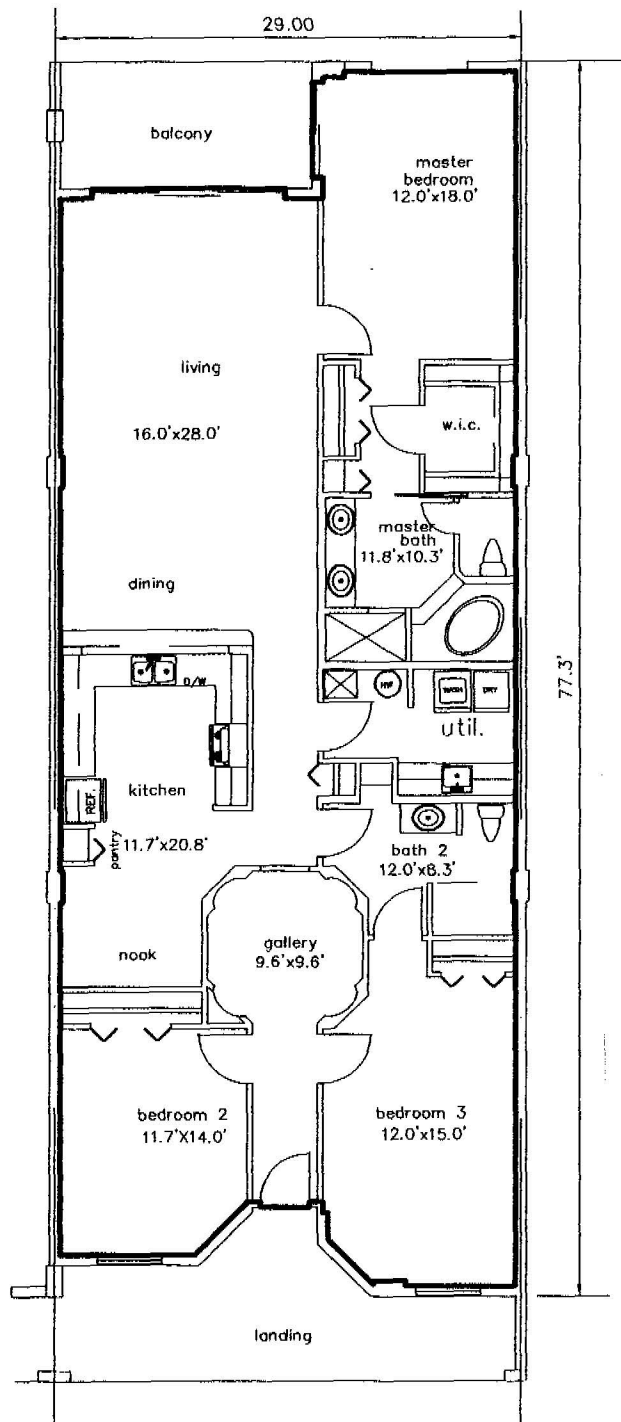 29.00
balcony
master
bedroom
12.0'x18.0'
living
16.0'x28.0'
w.i.c.
master
bath
11.8'x10.3'
dining
77.3'
D/W
HW
WASH
DRY
util.
REF.
kitchen
11.7'x20.8'
pantry
bath 2
12.0'x8.3'
nook
gallery
9.6'x9.6'
bedroom 2
11.7'X14.0'
bedroom 3
12.0'x15.0'
landing